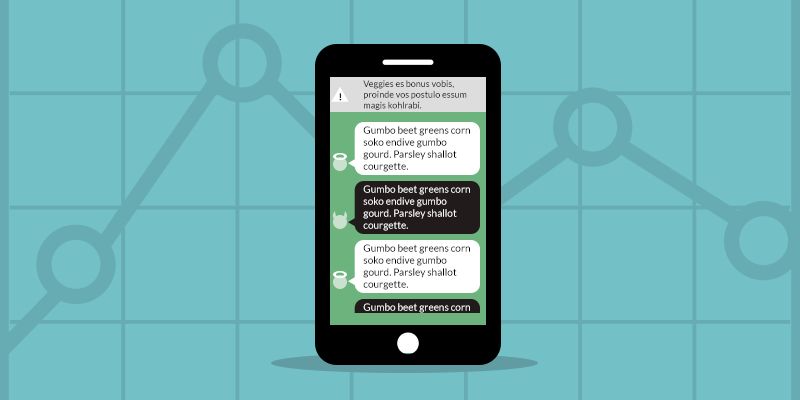 Veggies es bonus vobis,
proinde vos postulo essum
magis kohlrabi.
!
Gumbo beet greens corn
soko endive gumbo
gourd. Parsley shallot
courgette.
Gumbo beet greens corn
soko endive gumbo
gourd. Parsley shallot
courgette.
Gumbo beet greens corn
soko endive gumbo
gourd. Parsley shallot
courgette.
Gumbo beet greens corn